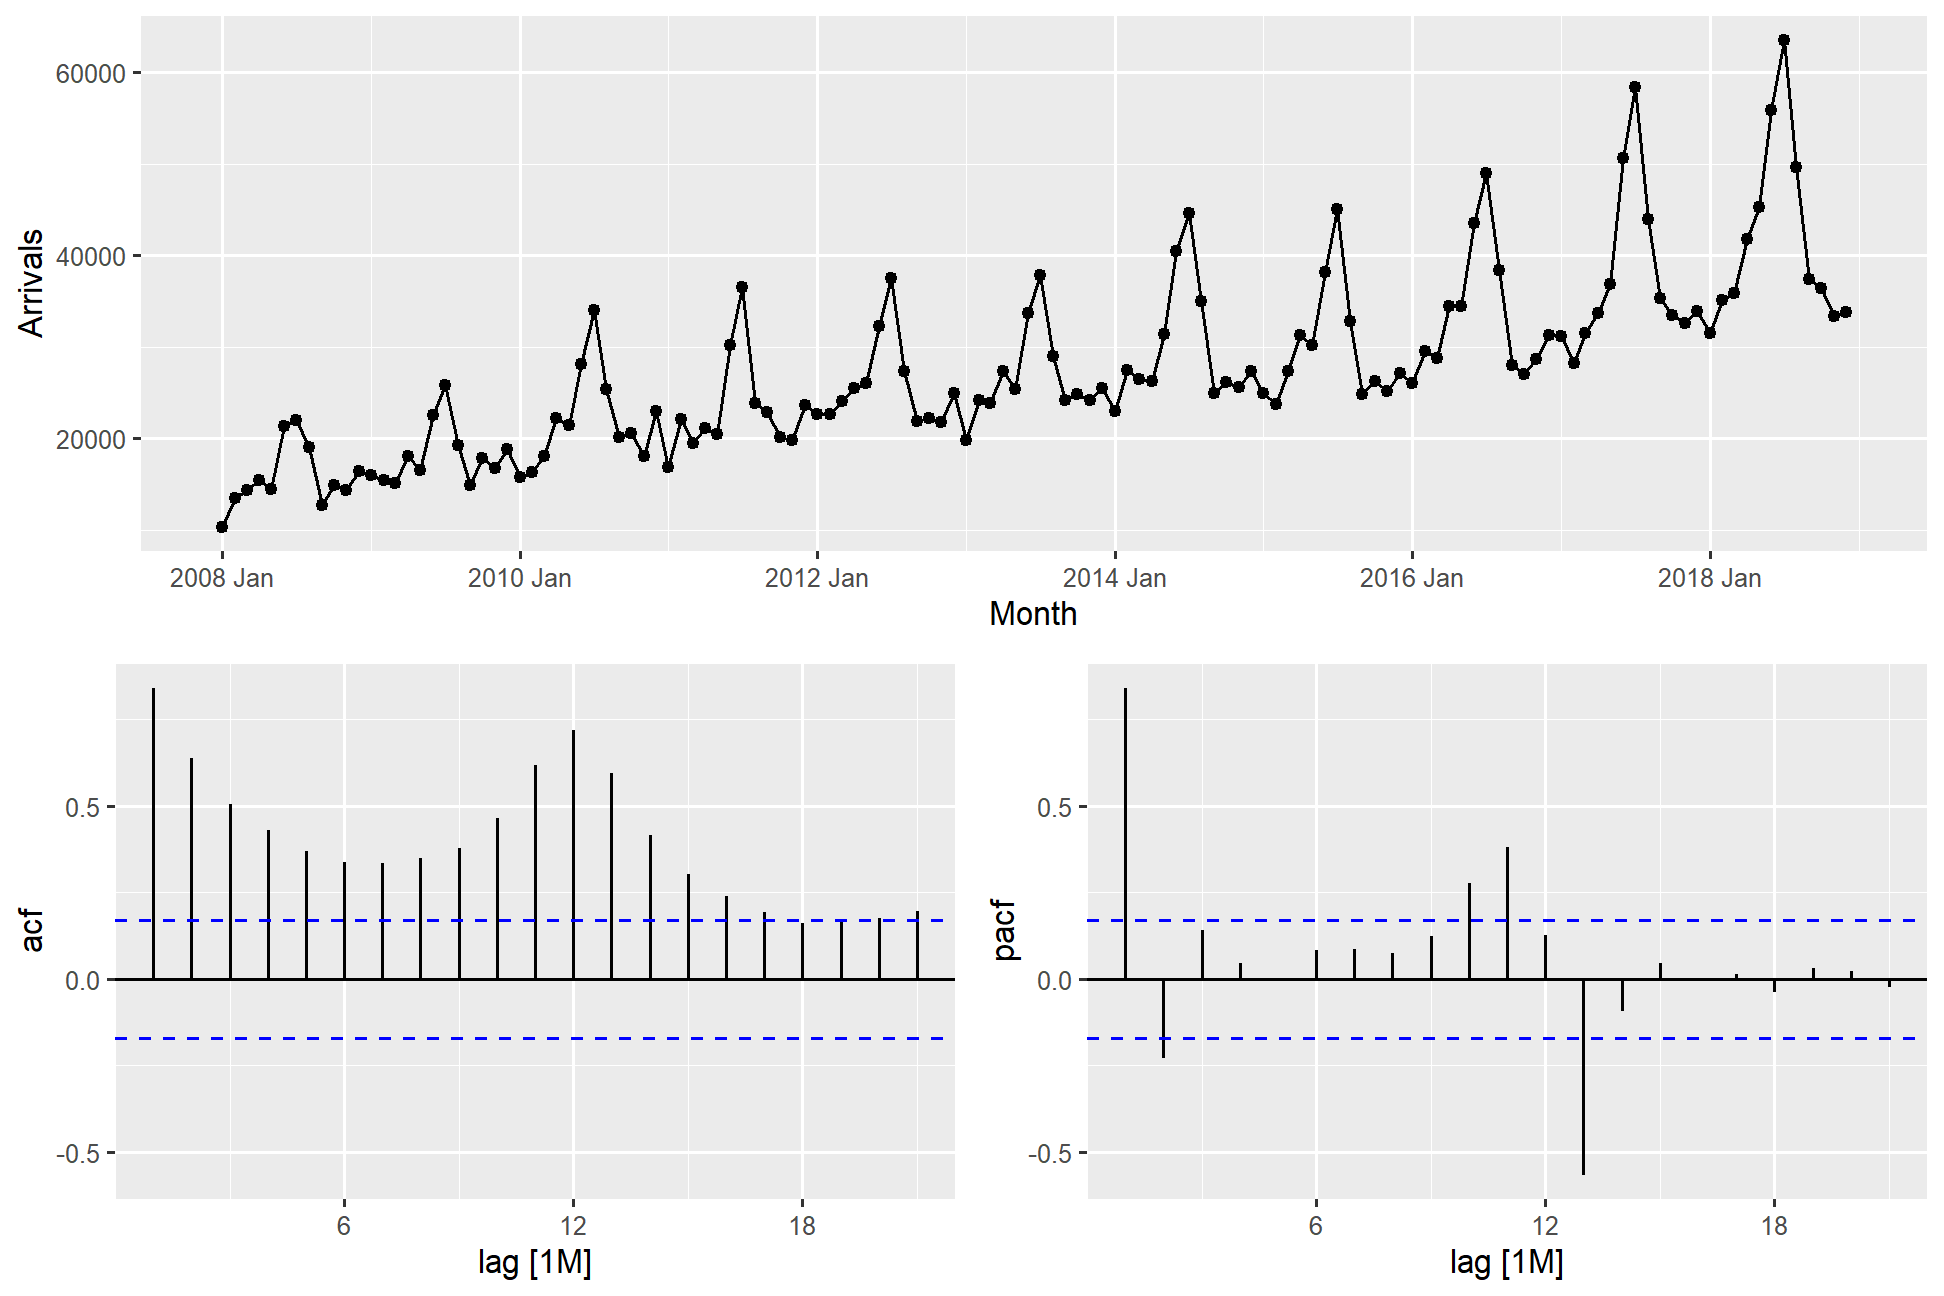 60000
40000
20000
Arrivals
2008 Jan
2010 Jan
2012 Jan
2014 Jan
2016 Jan
2018 Jan
Month
0.5
0.0
-0.5
acf
6
12
18
lag [1M]
0.5
0.0
-0.5
pacf
6
12
18
lag [1M]